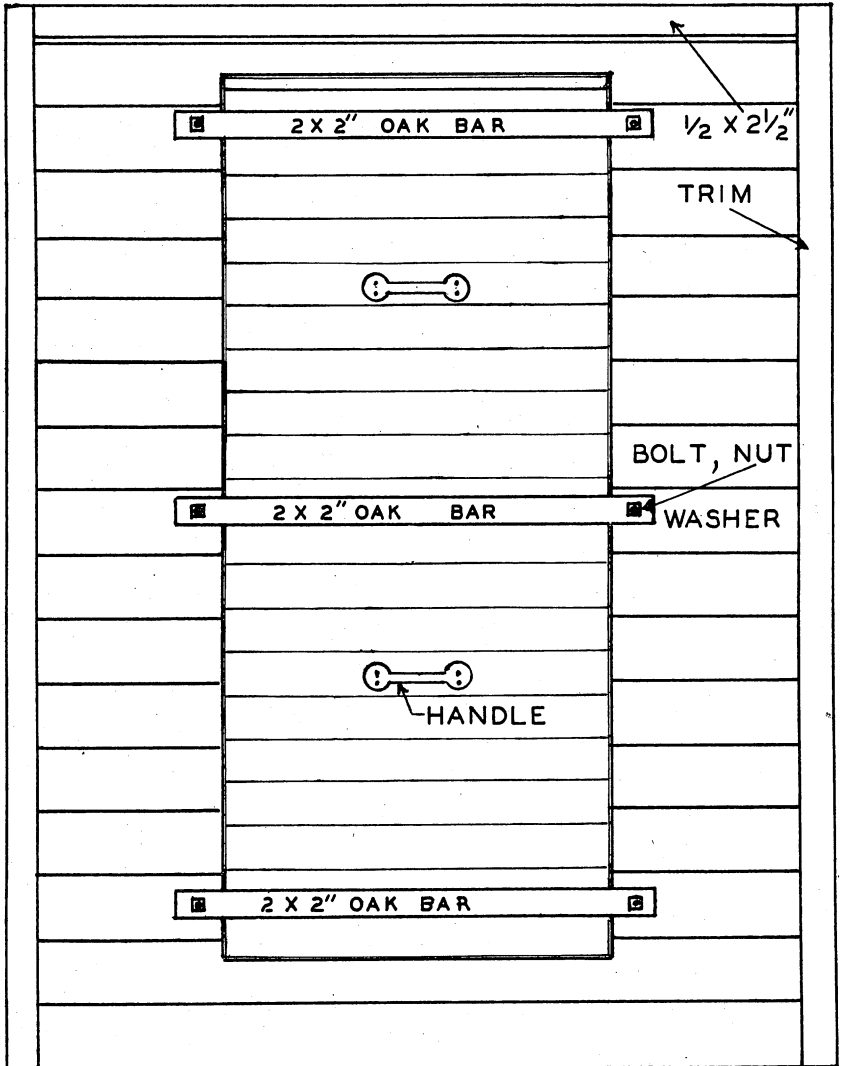 2 X 2" OAK BAR
1/2 X 2 1/2"
TRIM
BOLT, NUT
2 X 2" OAK BAR
WASHER
HANDLE
2 X 2" OAK BAR